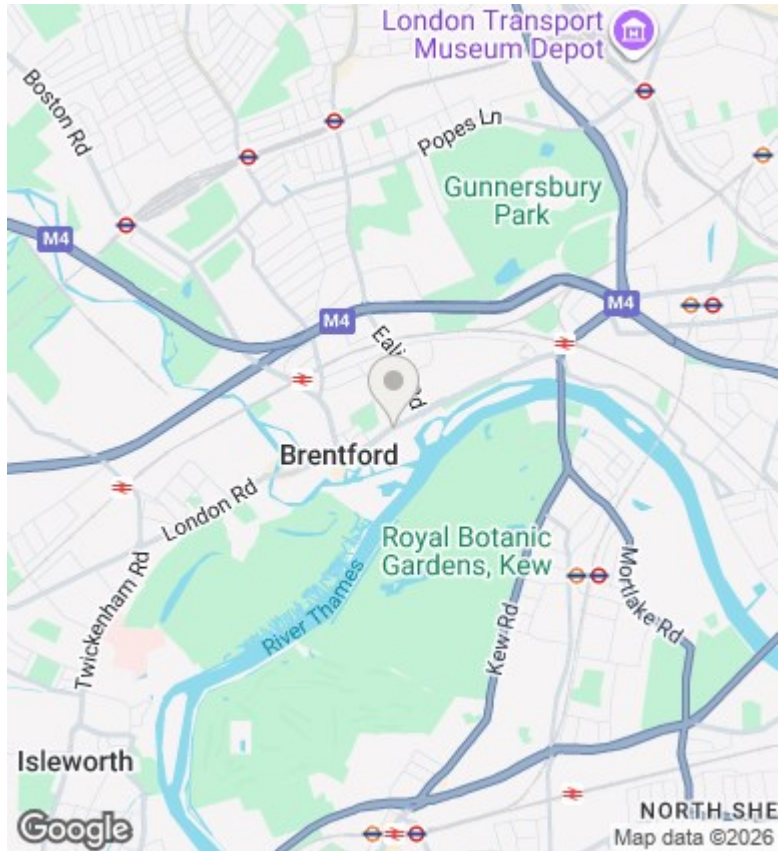 London Transport
Museum Depot
Boston Rd
Popes Ln
Gunnersbury
Park
M4
M4
M4
Brentford
London Rd
Royal Botanic
Gardens, Kew
River Thames
Twickenham Rd
Kew Rd
Mortlake Rd
Isleworth
NORTH SHE
Google
Map data ©2026